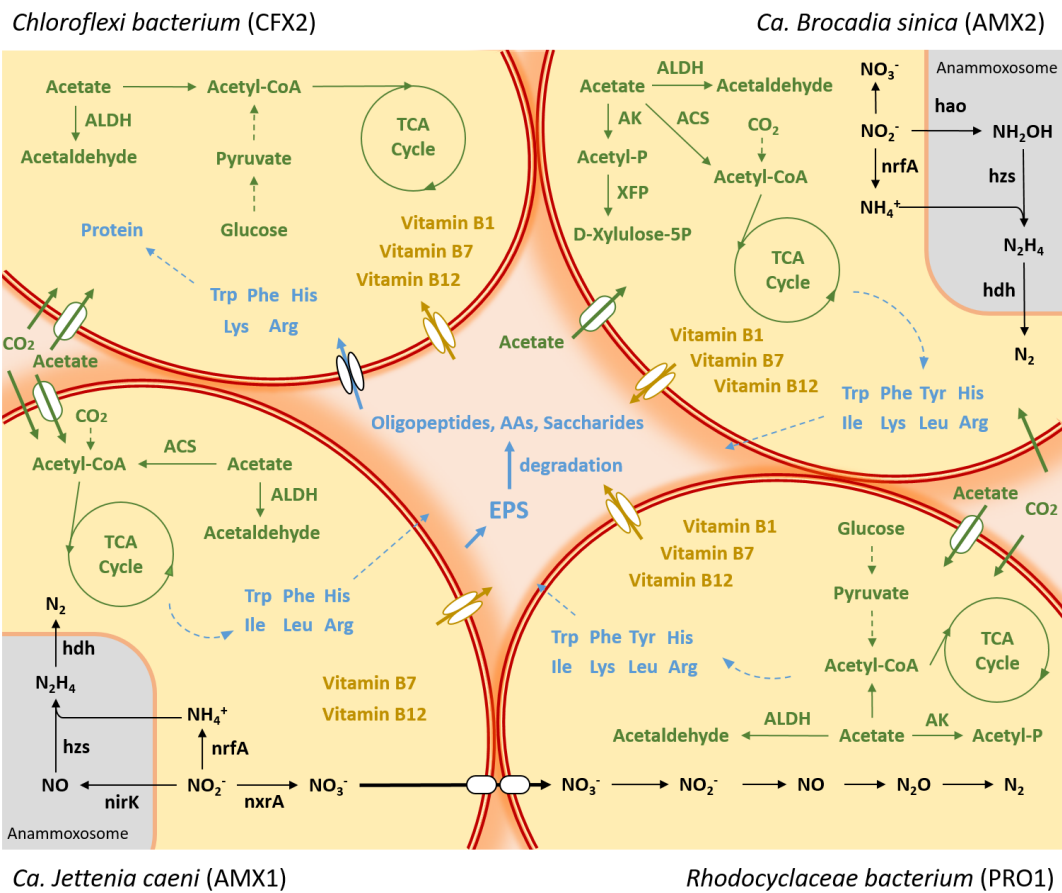 Chloroflexi bacterium (CFX2)
Ca. Brocadia sinica (AMX2)
Acetate
Acetyl-CoA
ALDH
Acetaldehyde
Pyruvate
Glucose
TCA
Cycle
Protein
Trp Phe His
Lys Arg
Vitamin B1
Vitamin B7
Vitamin B12
CO₂
Acetate
Acetate
ALDH
Acetaldehyde
AK
ACS
CO₂
Acetyl-P
Acetyl-CoA
XFP
D-Xylulose-5P
TCA
Cycle
NO₃⁻
Anammoxosome
hao
NO₂⁻
NH₂OH
nrfA
hzs
NH₄⁺
N₂H₄
hdh
N₂
Acetate
Vitamin B1
Vitamin B7
Vitamin B12
Trp Phe Tyr His
Ile Lys Leu Arg
Oligopeptides, AAs, Saccharides
degradation
EPS
CO₂
Acetyl-CoA
ACS
Acetate
ALDH
Acetaldehyde
TCA
Cycle
Trp Phe His
Ile Leu Arg
N₂
hdh
N₂H₄
NH₄⁺
hzs
nrfA
NO
nirK
NO₂⁻
nxrA
NO₃⁻
Anammoxosome
Vitamin B7
Vitamin B12
Acetate
CO₂
Vitamin B1
Vitamin B7
Vitamin B12
Glucose
Pyruvate
Trp Phe Tyr His
Ile Lys Leu Arg
Acetyl-CoA
TCA
Cycle
Acetaldehyde
ALDH
Acetate
AK
Acetyl-P
NO₃⁻
NO₂⁻
NO
N₂O
N₂
Ca. Jettenia caeni (AMX1)
Rhodocyclaceae bacterium (PRO1)